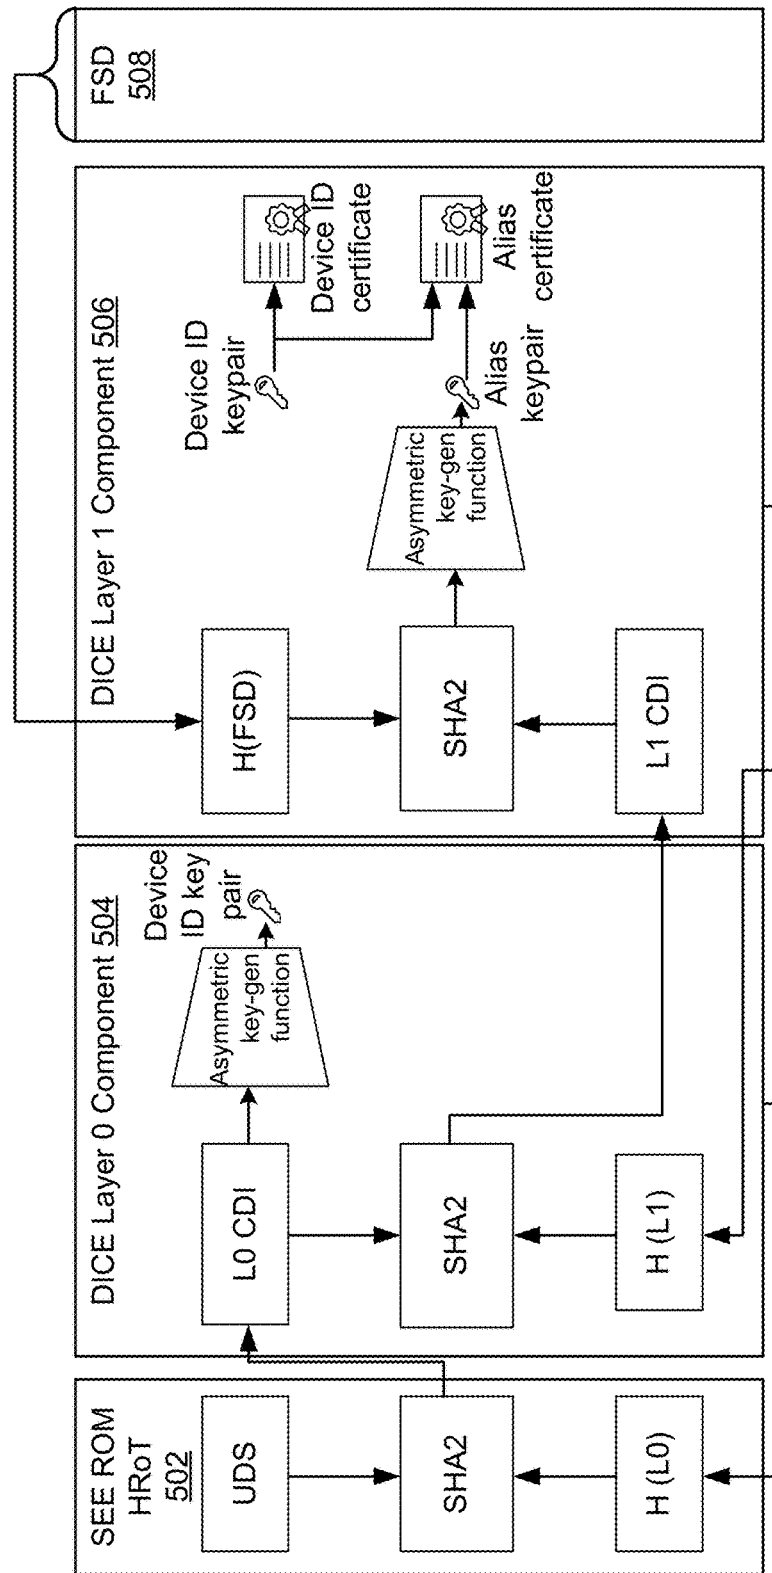 SEE ROM
HRoT
502
UDS
SHA2
H (L0)
DICE Layer 0 Component 504
L0 CDI
Asymmetric
key-gen
function
Device
ID key
pair
SHA2
H (L1)
DICE Layer 1 Component 506
H(FSD)
SHA2
L1 CDI
Asymmetric
key-gen
function
Device ID
keypair
Alias
keypair
Device ID
certificate
Alias
certificate
FSD
508